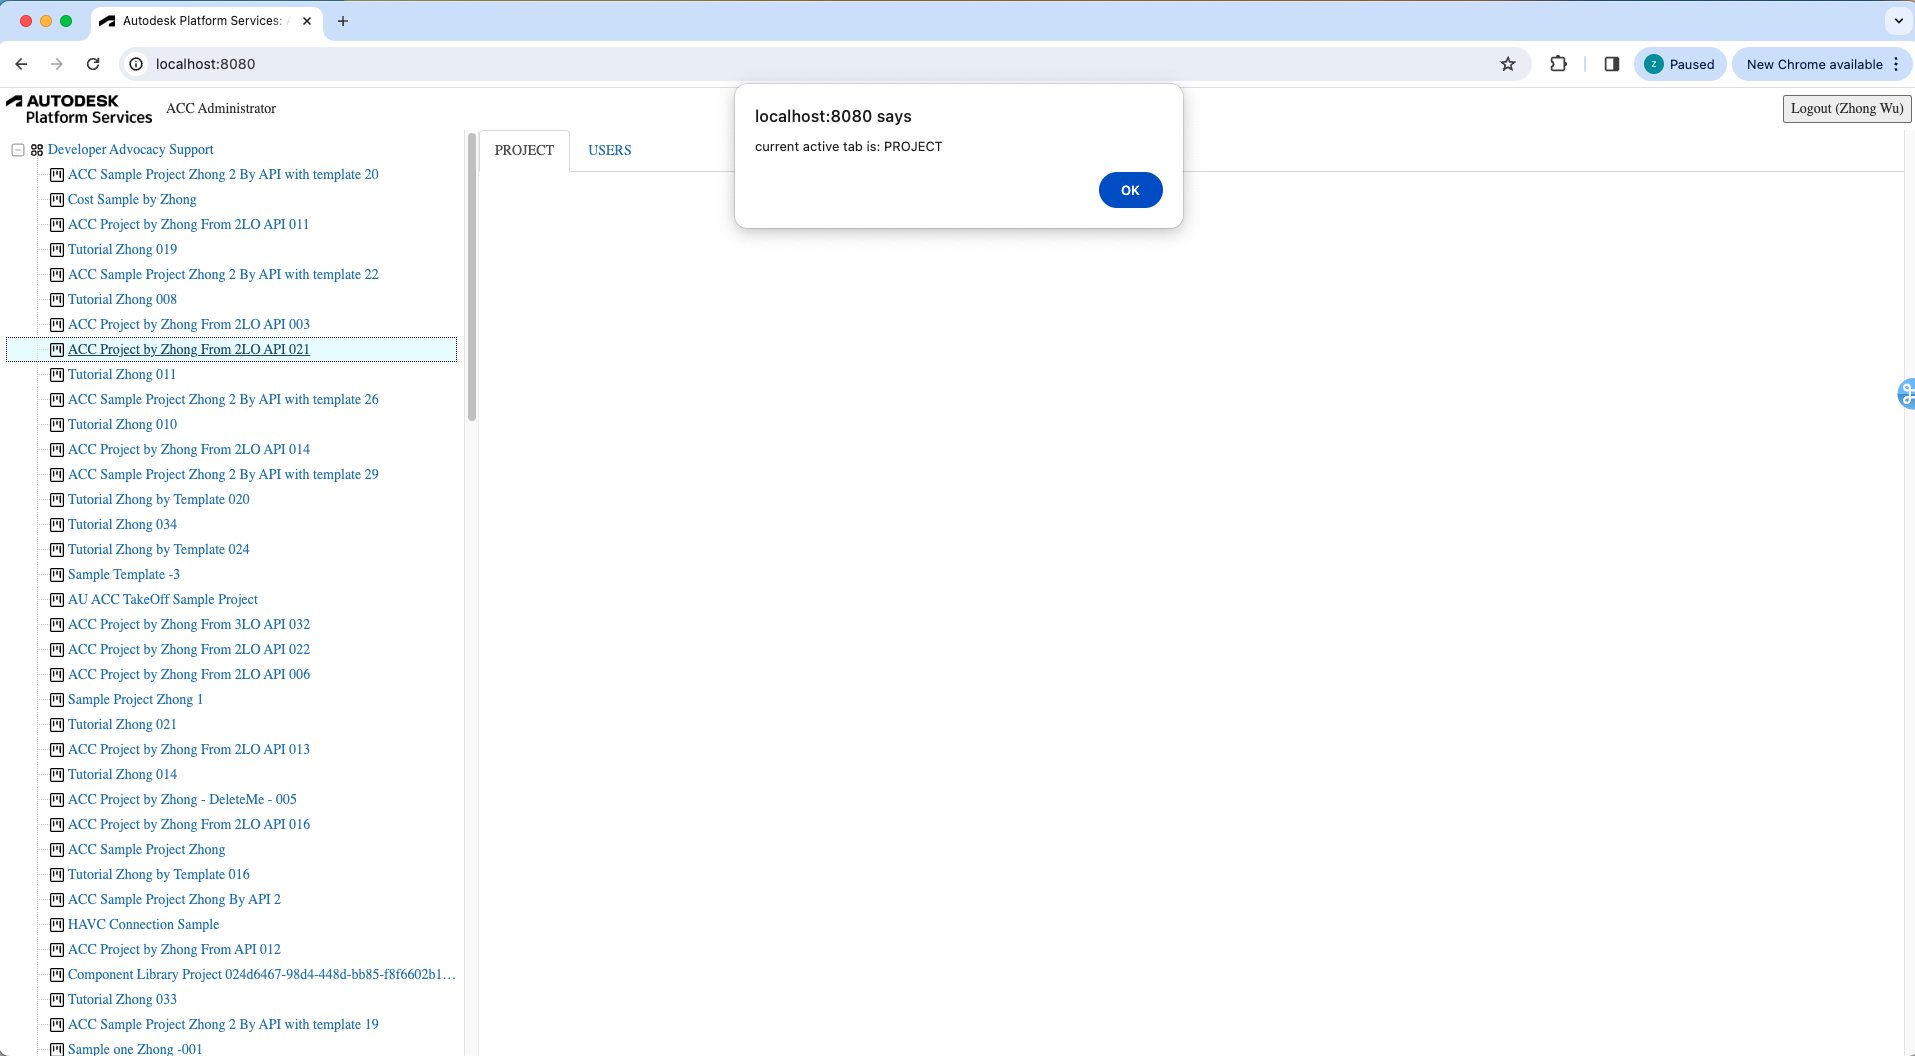 Autodesk Platform Services:
localhost:8080
Z Paused
New Chrome available
AUTODESK
Platform Services
ACC Administrator
Logout (Zhong Wu)
localhost:8080 says
current active tab is: PROJECT
OK
PROJECT
USERS
Developer Advocacy Support
ACC Sample Project Zhong 2 By API with template 20
Cost Sample by Zhong
ACC Project by Zhong From 2LO API 011
Tutorial Zhong 019
ACC Sample Project Zhong 2 By API with template 22
Tutorial Zhong 008
ACC Project by Zhong From 2LO API 003
ACC Project by Zhong From 2LO API 021
Tutorial Zhong 011
ACC Sample Project Zhong 2 By API with template 26
Tutorial Zhong 010
ACC Project by Zhong From 2LO API 014
ACC Sample Project Zhong 2 By API with template 29
Tutorial Zhong by Template 020
Tutorial Zhong 034
Tutorial Zhong by Template 024
Sample Template -3
AU ACC TakeOff Sample Project
ACC Project by Zhong From 3LO API 032
ACC Project by Zhong From 2LO API 022
ACC Project by Zhong From 2LO API 006
Sample Project Zhong 1
Tutorial Zhong 021
ACC Project by Zhong From 2LO API 013
Tutorial Zhong 014
ACC Project by Zhong - DeleteMe - 005
ACC Project by Zhong From 2LO API 016
ACC Sample Project Zhong
Tutorial Zhong by Template 016
ACC Sample Project Zhong By API 2
HAVC Connection Sample
ACC Project by Zhong From API 012
Component Library Project 024d6467-98d4-448d-bb85-f8f6602b1…
Tutorial Zhong 033
ACC Sample Project Zhong 2 By API with template 19
Sample one Zhong -001